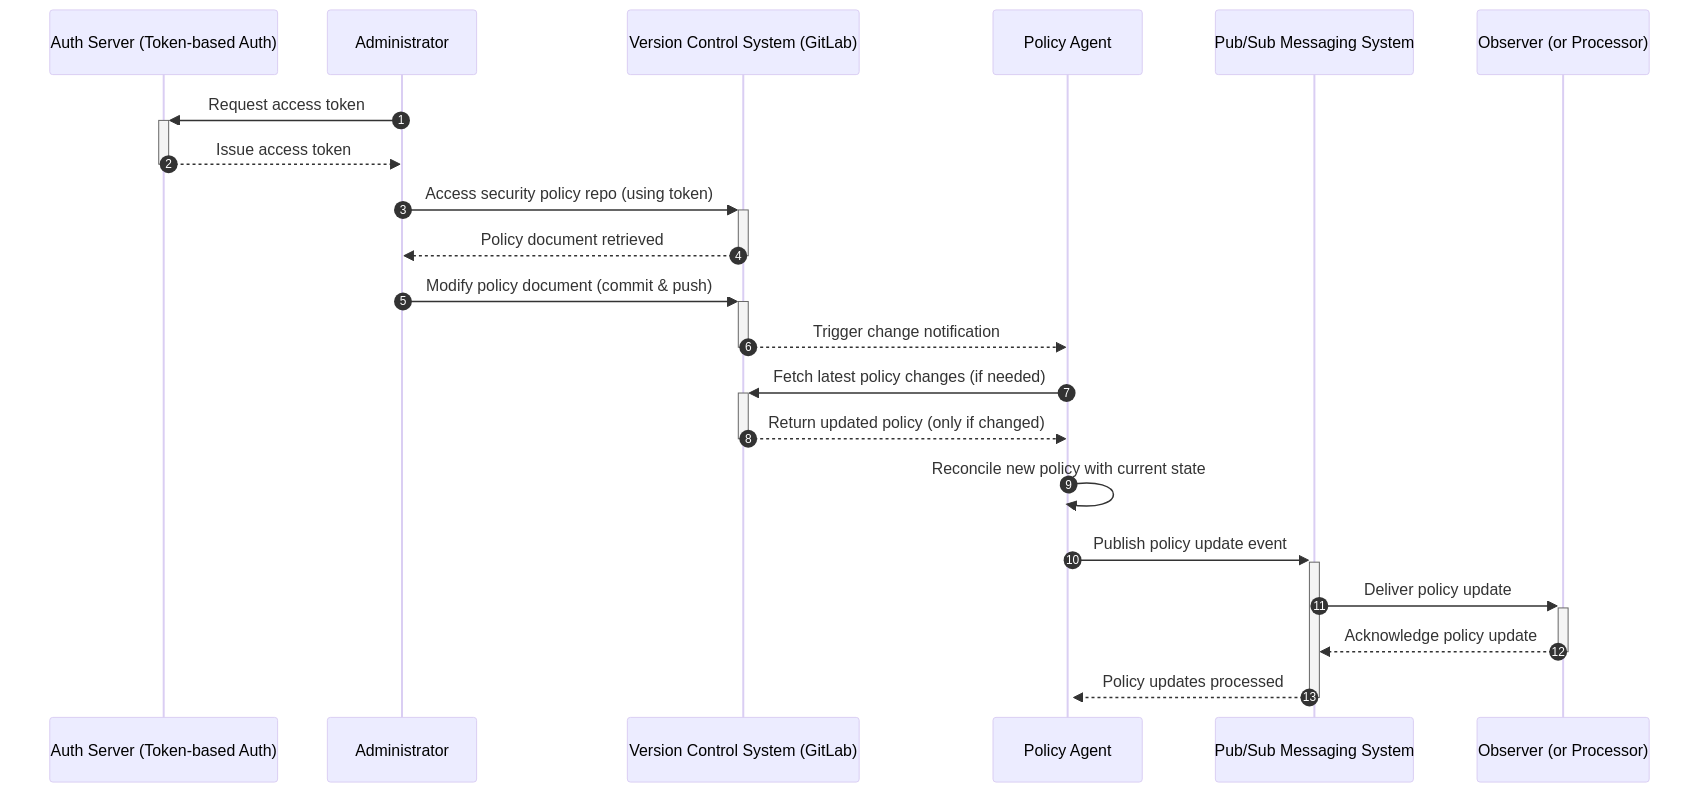 Auth Server (Token-based Auth)
Administrator
Version Control System (GitLab)
Policy Agent
Pub/Sub Messaging System
Observer (or Processor)
Request access token
1
Issue access token
2
Access security policy repo (using token)
3
Policy document retrieved
4
Modify policy document (commit & push)
5
Trigger change notification
6
Fetch latest policy changes (if needed)
7
Return updated policy (only if changed)
8
Reconcile new policy with current state
9
Publish policy update event
10
Deliver policy update
11
Acknowledge policy update
12
Policy updates processed
13
Auth Server (Token-based Auth)
Administrator
Version Control System (GitLab)
Policy Agent
Pub/Sub Messaging System
Observer (or Processor)